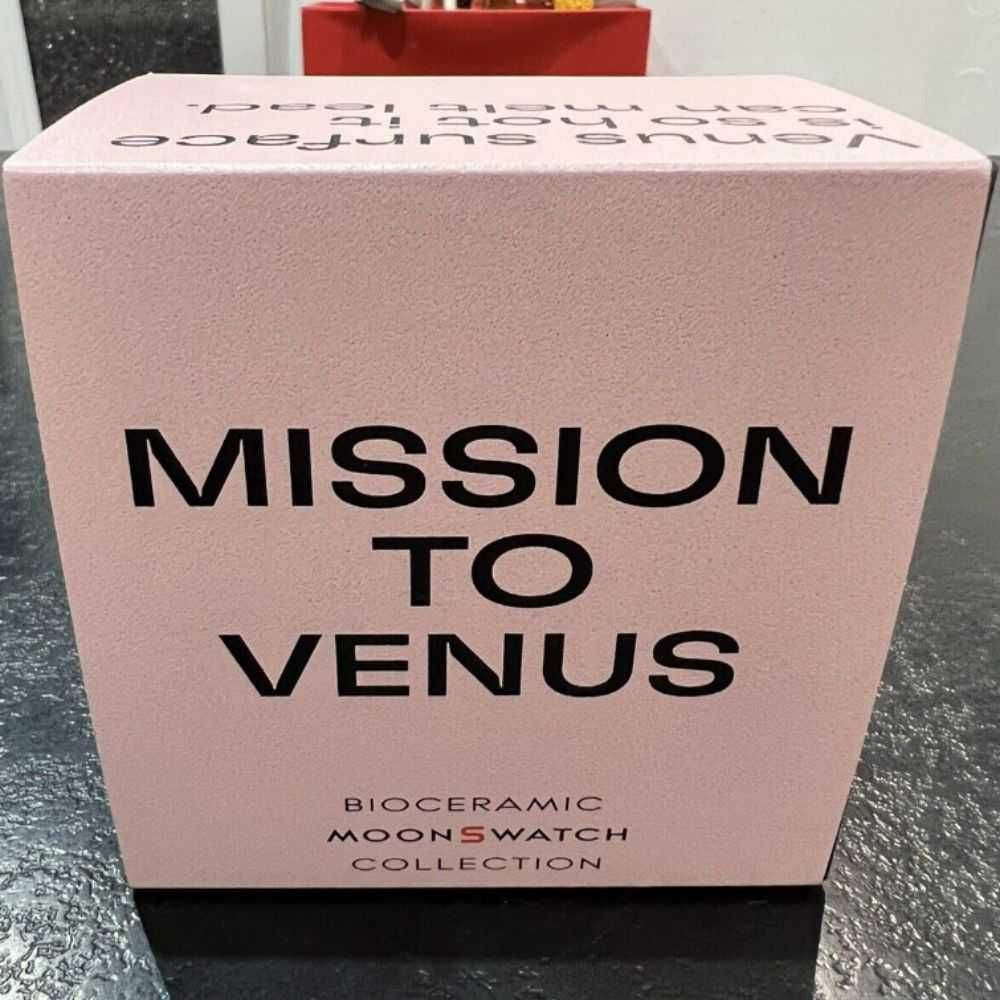 Venus surface
is so hot it
can melt lead.
MISSION
TO
VENUS
BIOCERAMIC
MOONSWATCH
COLLECTION